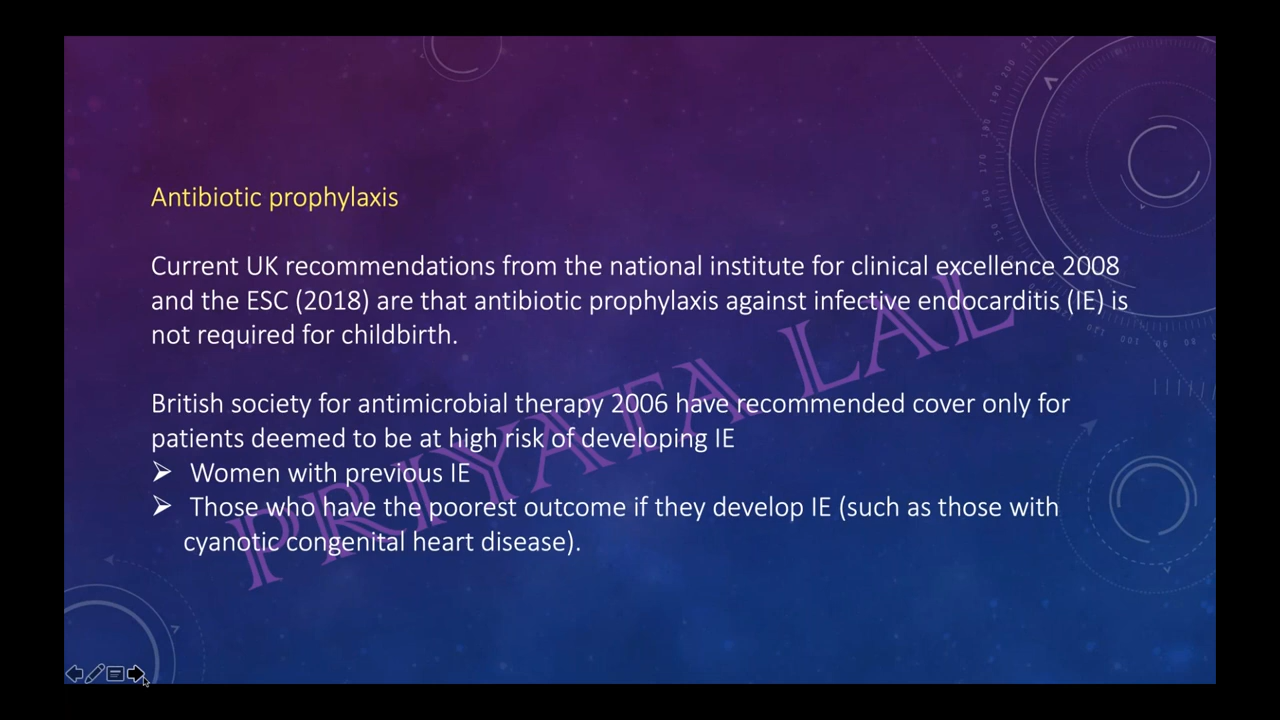 Antibiotic prophylaxis
Current UK recommendations from the national institute for clinical excellence 2008
and the ESC (2018) are that antibiotic prophylaxis against infective endocarditis (IE) is
not required for childbirth.
British society for antimicrobial therapy 2006 have recommended cover only for
patients deemed to be at high risk of developing IE
➢ Women with previous IE
➢ Those who have the poorest outcome if they develop IE (such as those with
cyanotic congenital heart disease).
PRIYATA LAL